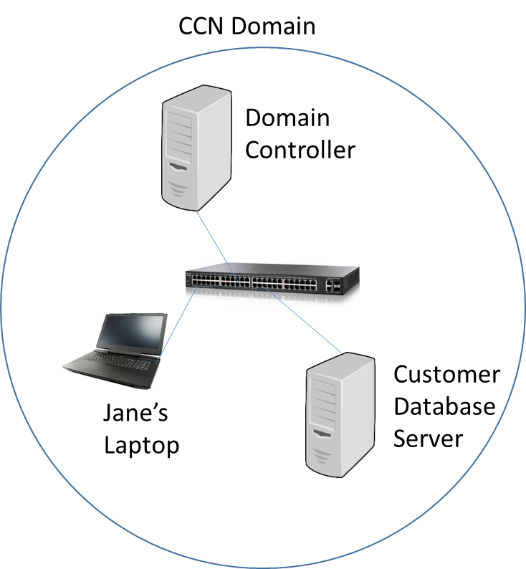 CCN Domain
Domain
Controller
Jane’s
Laptop
Customer
Database
Server